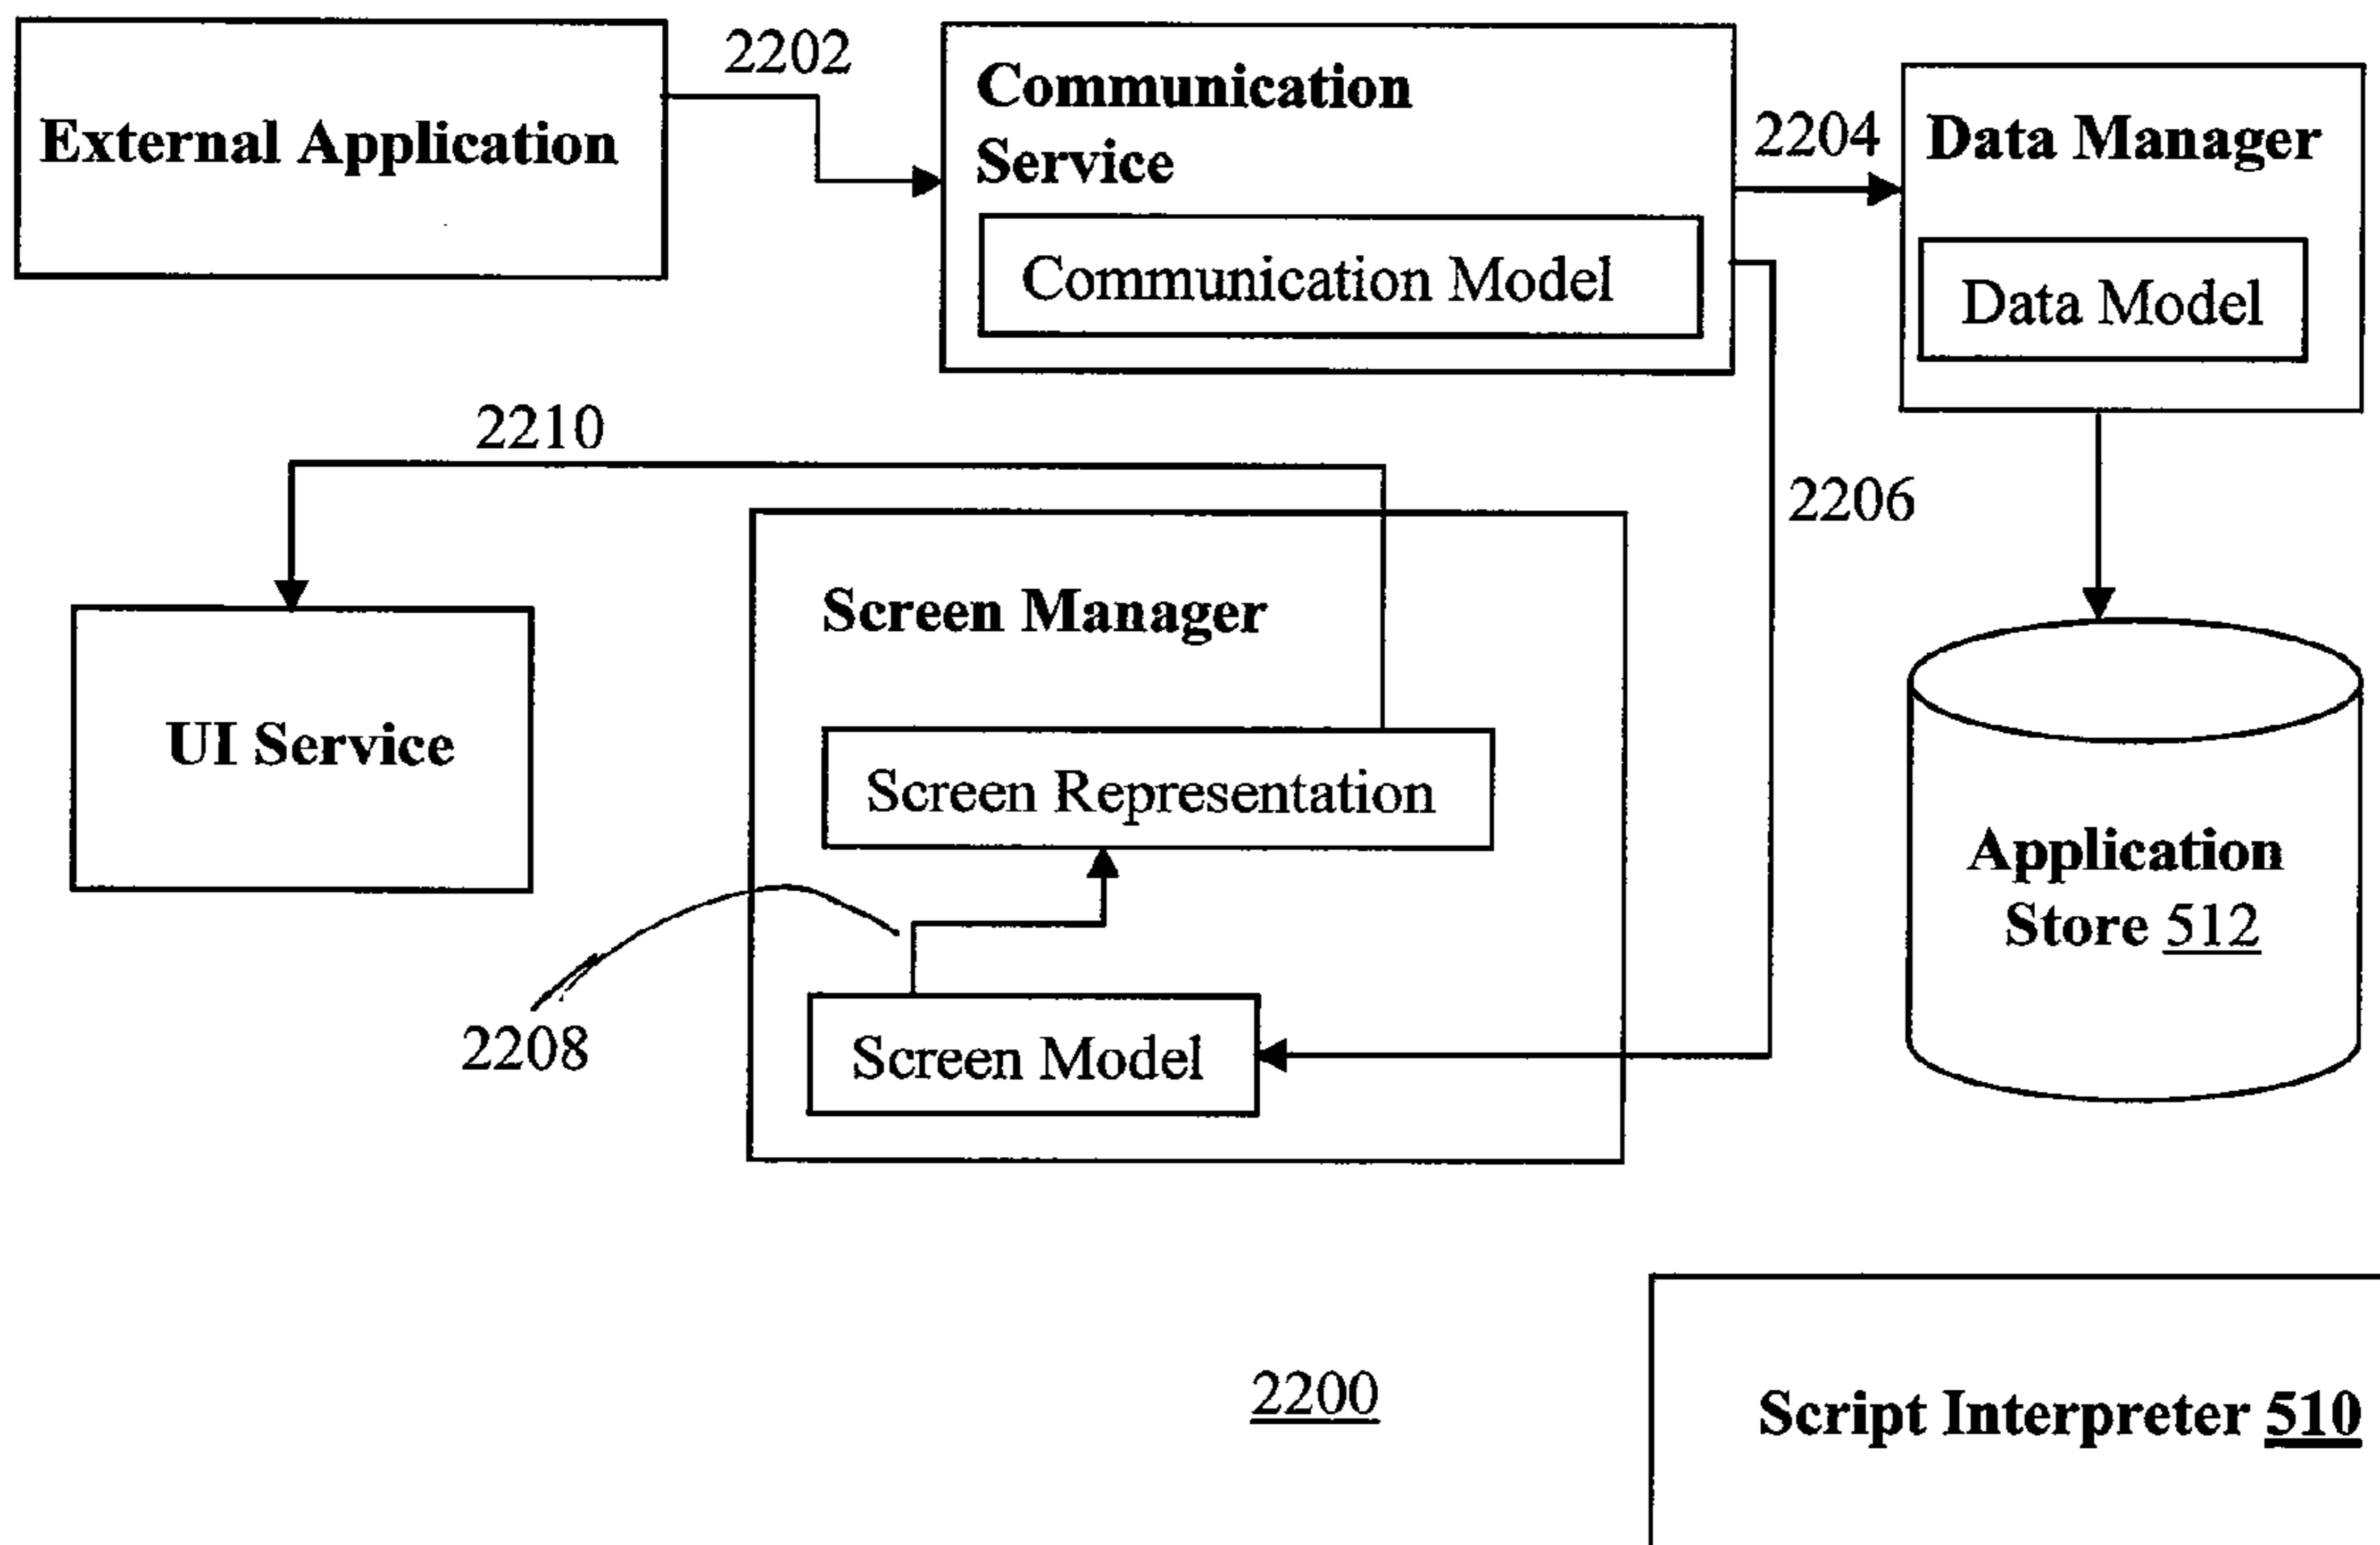 2202
External Application
Communication
Service
Communication Model
2204
Data Manager
Data Model
2210
2206
Screen Manager
UI Service
Screen Representation
Application
Store 512
2208
Screen Model
2200
Script Interpreter 510